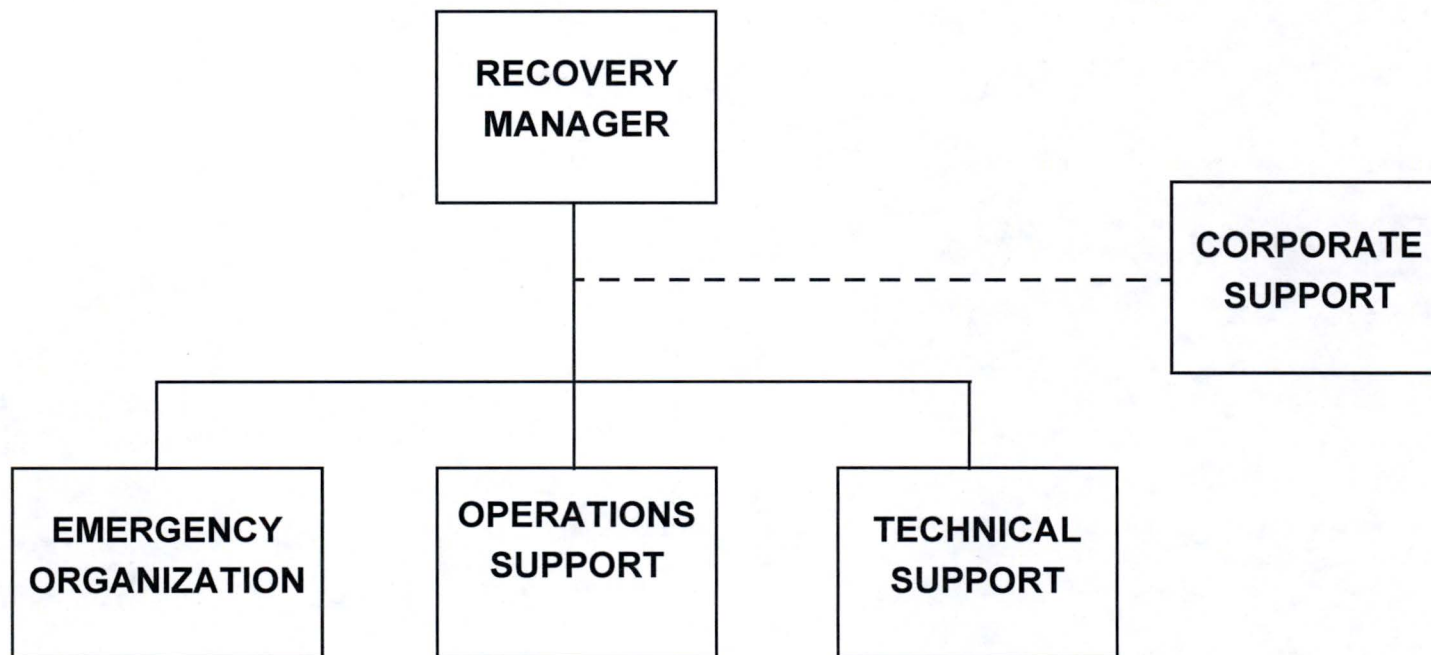 RECOVERY
MANAGER
CORPORATE
SUPPORT
EMERGENCY
ORGANIZATION
OPERATIONS
SUPPORT
TECHNICAL
SUPPORT